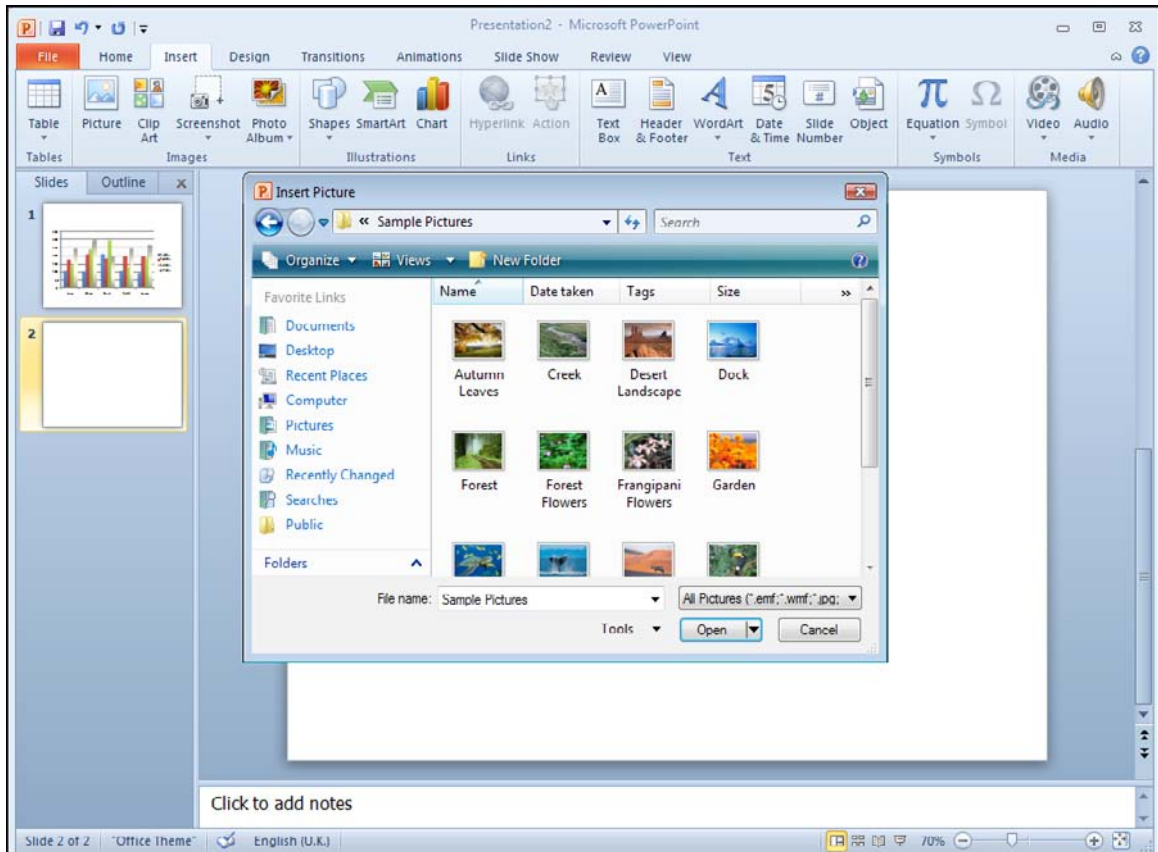 Presentation2 - Microsoft PowerPoint
File Home Insert Design Transitions Animations Slide Show Review View
Table Picture Clip Art Screenshot Photo Album Shapes SmartArt Chart Hyperlink Action Text Box Header & Footer WordArt Date & Time Slide Number Object Equation Symbol Video Audio
Tables Images Illustrations Links Text Symbols Media
Slides Outline
1
2
Insert Picture
« Sample Pictures
Search
Organize Views New Folder
Favorite Links
Documents
Desktop
Recent Places
Computer
Pictures
Music
Recently Changed
Searches
Public
Folders
Name Date taken Tags Size »
Autumn Leaves
Creek
Desert Landscape
Dock
Forest
Forest Flowers
Frangipani Flowers
Garden
File name: Sample Pictures
All Pictures (*.emf;*.wmf;*.jpg;
Tools Open Cancel
Click to add notes
Slide 2 of 2 "Office Theme" English (U.K.) 70%